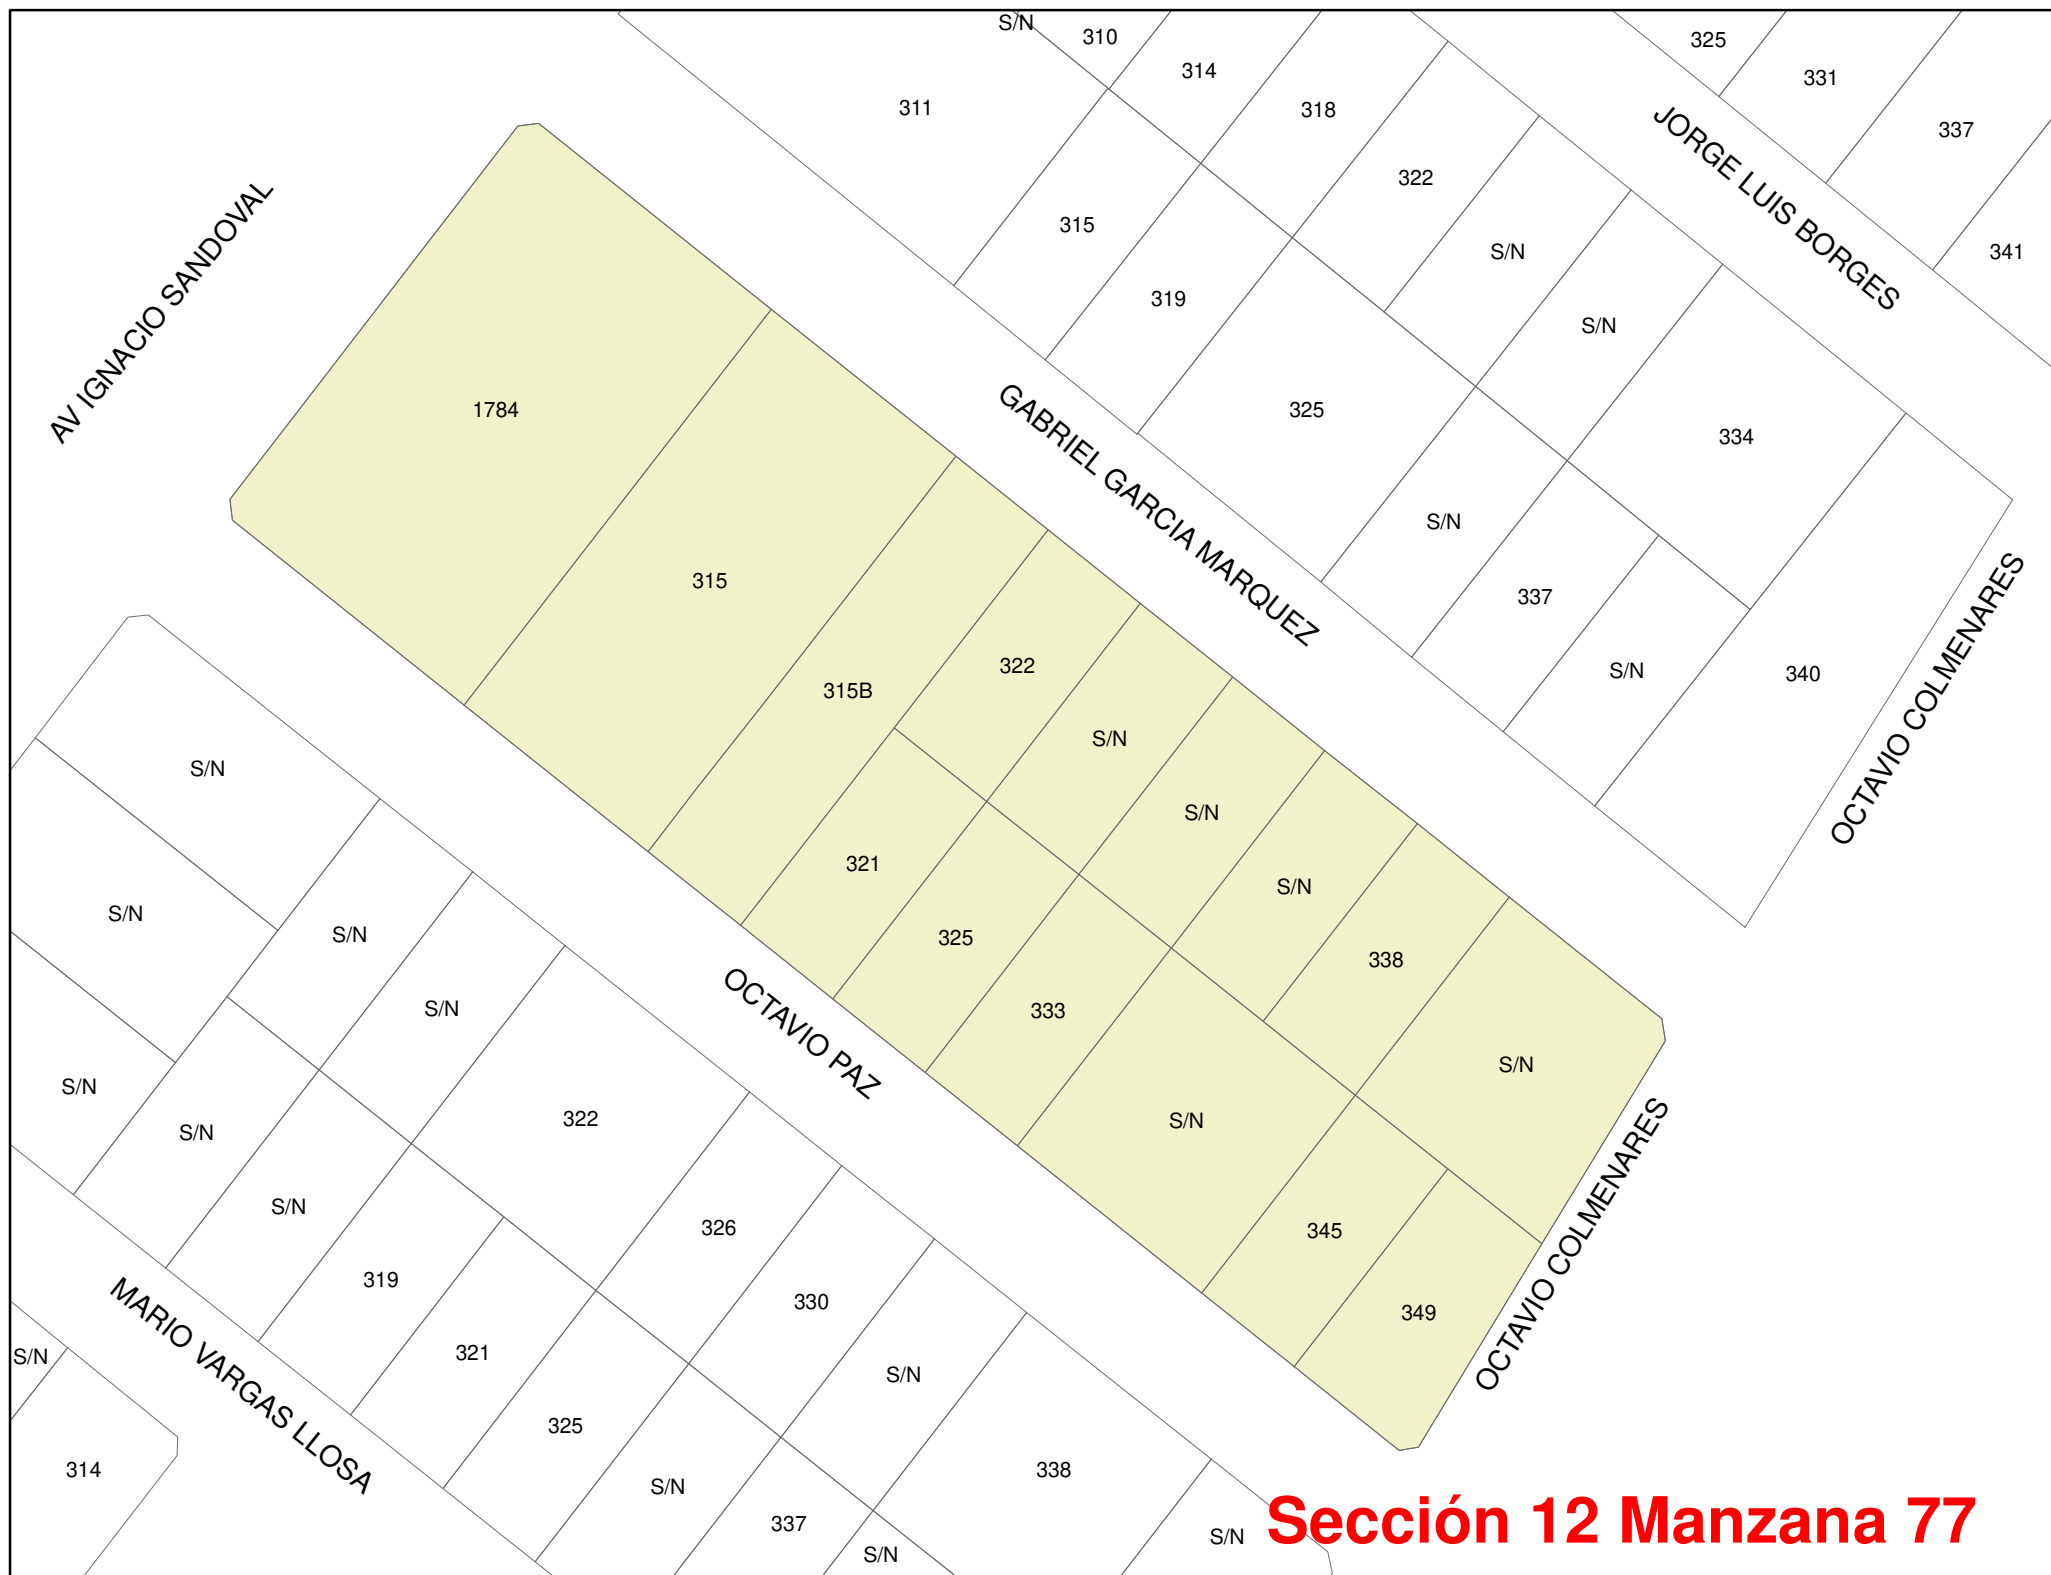 S/N
310
325
314
331
311
318
337
JORGE LUIS BORGES
322
315
S/N
341
AV IGNACIO SANDOVAL
319
S/N
1784
325
334
GABRIEL GARCIA MARQUEZ
S/N
315
337
322
S/N
340
OCTAVIO COLMENARES
315B
S/N
S/N
S/N
321
S/N
S/N
S/N
325
338
S/N
333
OCTAVIO PAZ
S/N
S/N
S/N
322
S/N
S/N
S/N
326
345
OCTAVIO COLMENARES
319
330
349
MARIO VARGAS LLOSA
S/N
321
S/N
325
314
338
S/N
337
S/N
S/N
Sección 12 Manzana 77